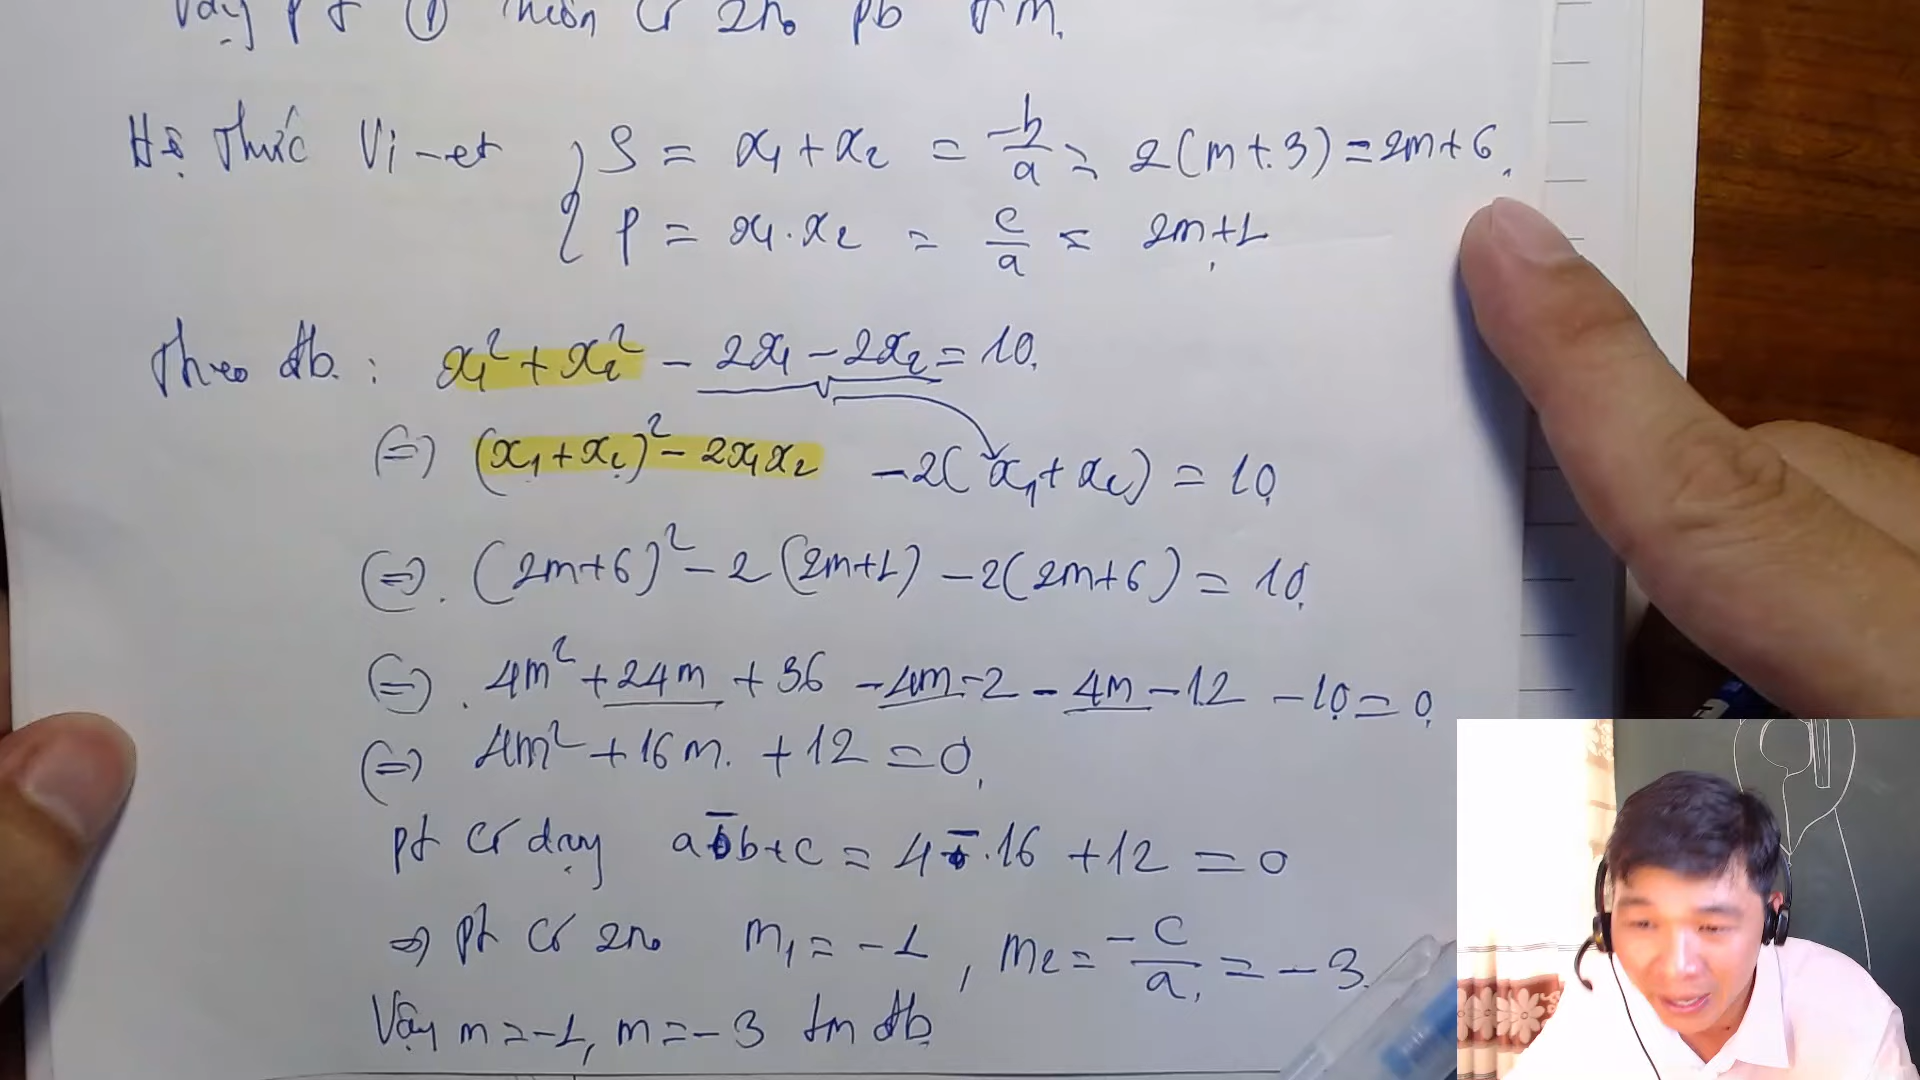 Vậy pt ① luôn có 2no pb ∀m.
Hệ thức Vi-et { S = x₁ + x₂ = -b/a = 2(m+3) = 2m+6.
P = x₁.x₂ = c/a = 2m+1
Theo đb : x₁² + x₂² - 2x₁ - 2x₂ = 10.
(=) (x₁+x₂)² - 2x₁x₂ - 2(x₁+x₂) = 10.
(=). (2m+6)² - 2(2m+1) - 2(2m+6) = 10.
(=). 4m² + 24m + 36 - 4m - 2 - 4m - 12 - 10 = 0.
(=) 4m² + 16m. + 12 = 0.
pt có dạng a - b + c = 4 - 16 + 12 = 0
=) pt có 2no m₁ = -1, m₂ = -c/a = -3.
Vậy m = -1, m = -3 tm đb